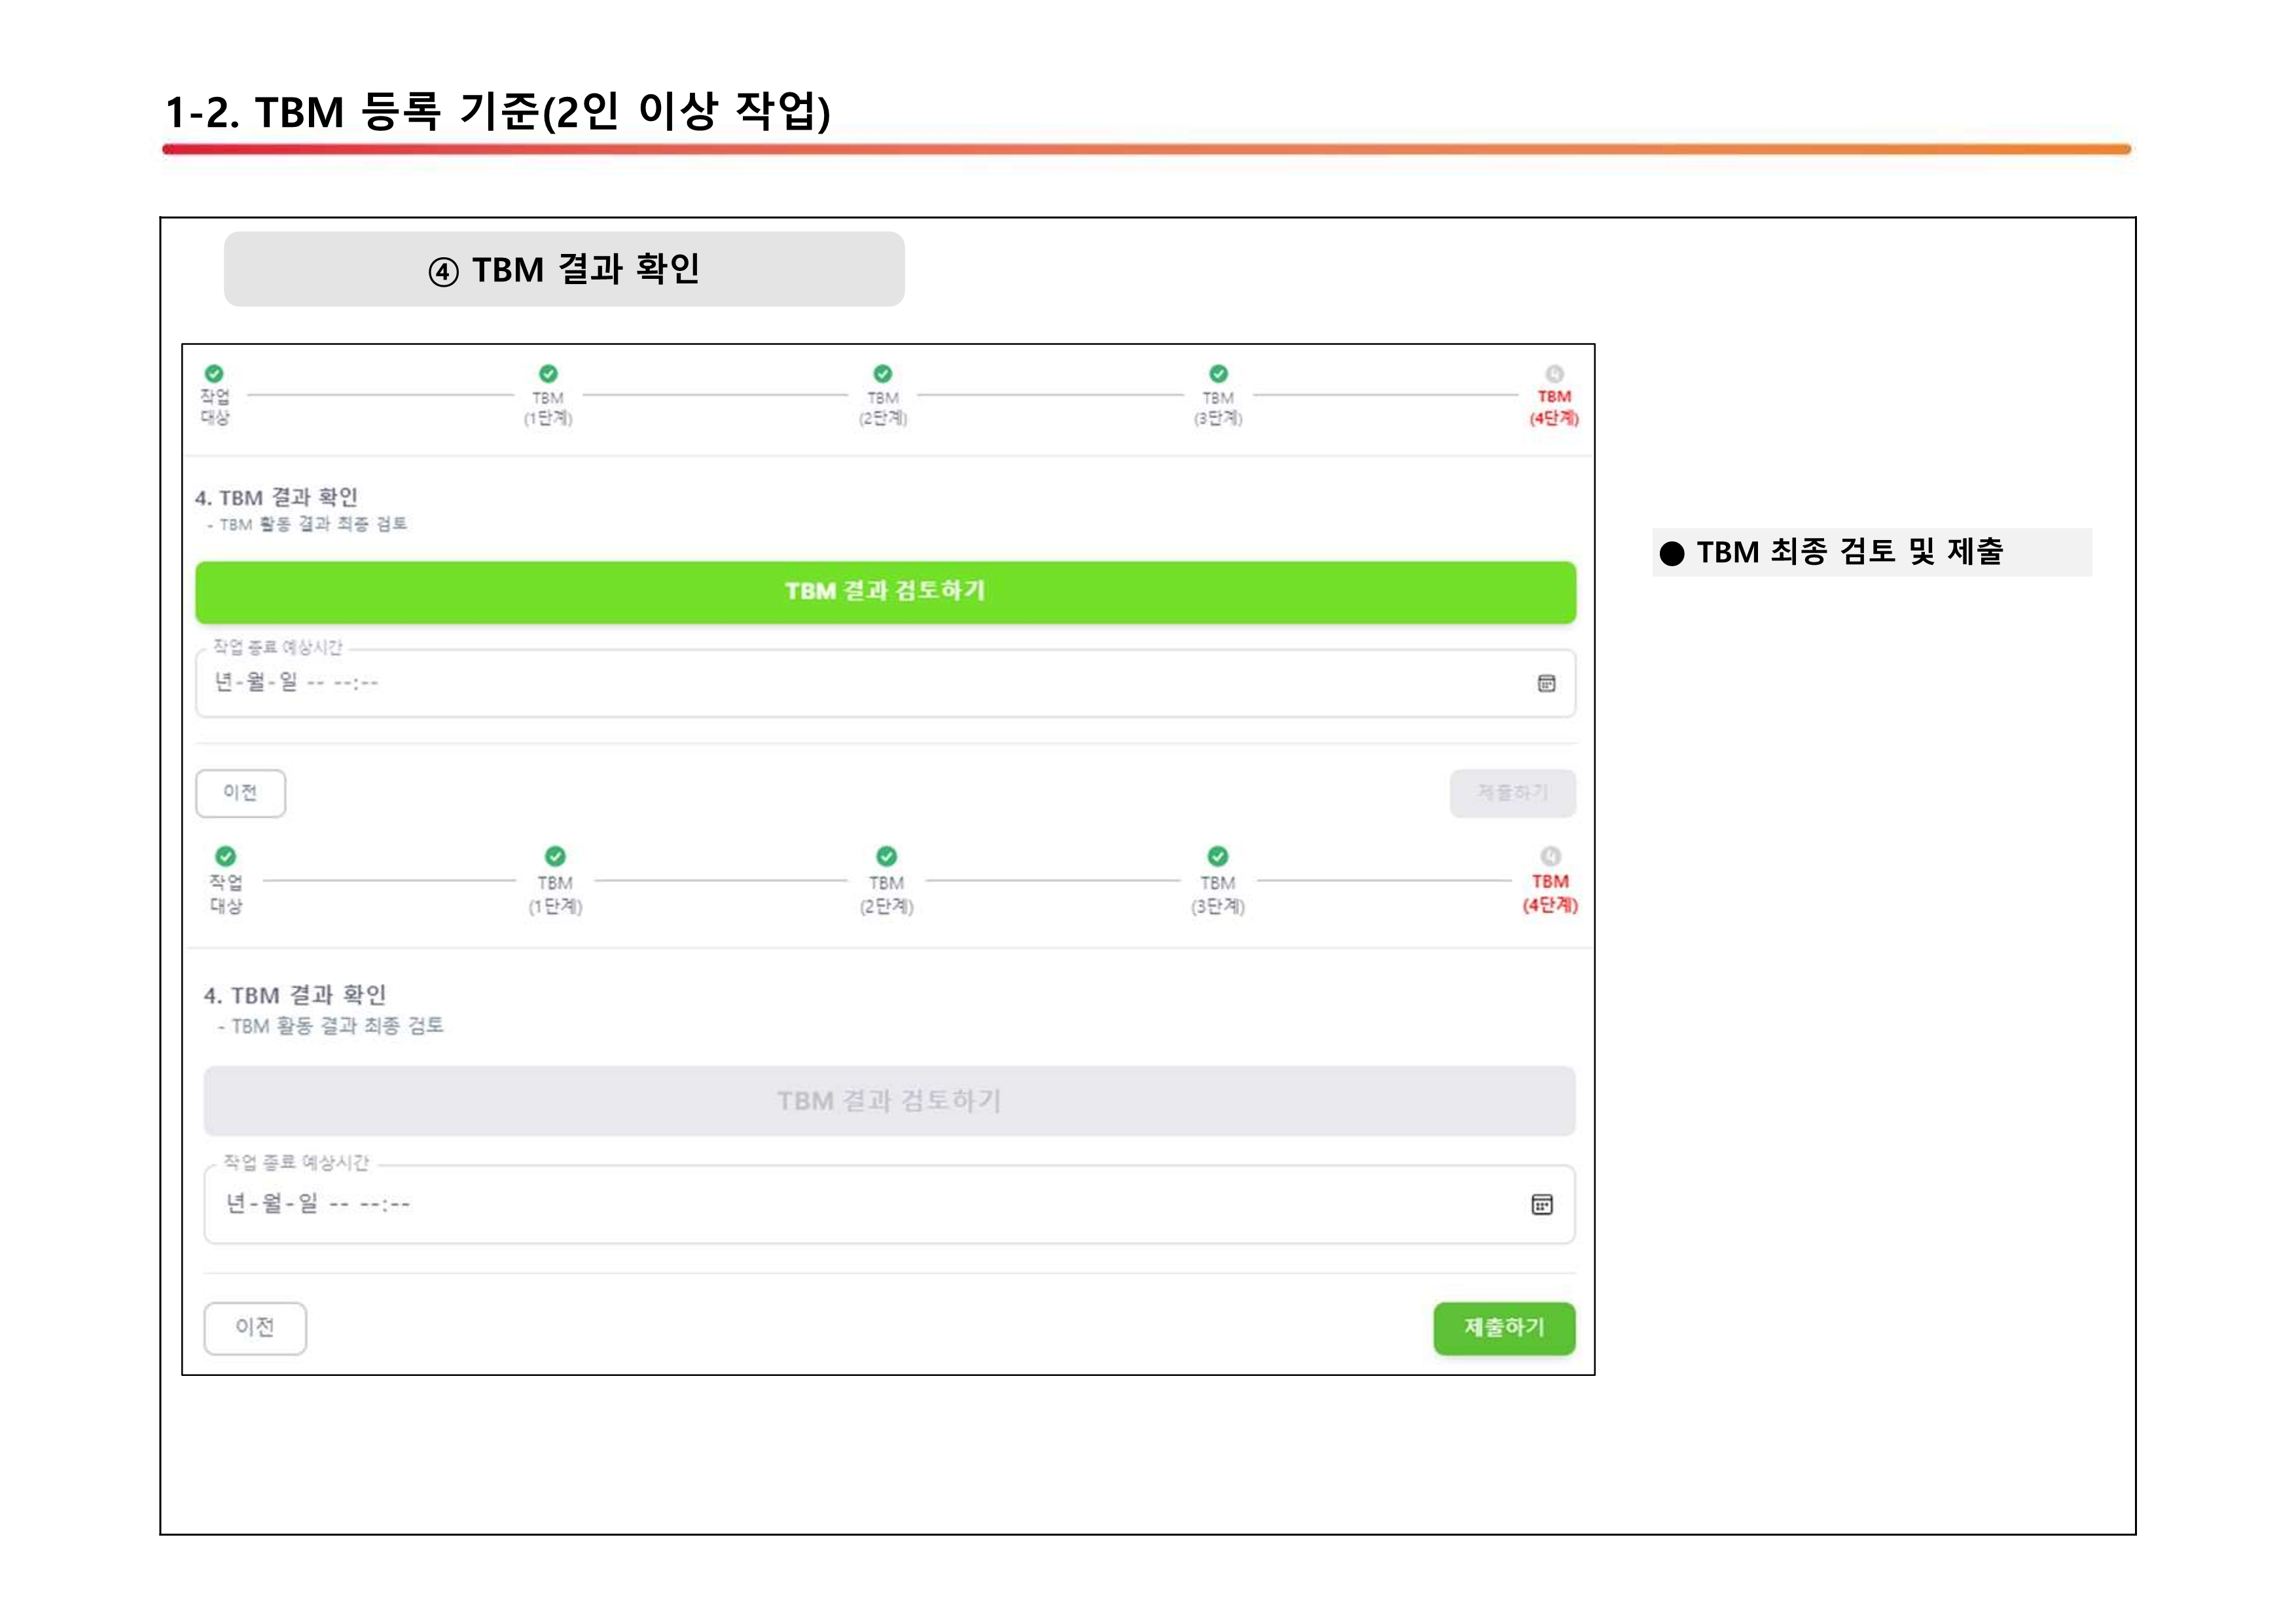 1-2. TBM 등록 기준(2인 이상 작업)
④ TBM 결과 확인
작업 대상
TBM (1단계)
TBM (2단계)
TBM (3단계)
4 TBM (4단계)
4. TBM 결과 확인
- TBM 활동 결과 최종 검토
TBM 결과 검토하기
작업 종료 예상시간
년-월-일 -- --:--
이전
제출하기
작업 대상
TBM (1단계)
TBM (2단계)
TBM (3단계)
4 TBM (4단계)
4. TBM 결과 확인
- TBM 활동 결과 최종 검토
TBM 결과 검토하기
작업 종료 예상시간
년-월-일 -- --:--
이전
제출하기
● TBM 최종 검토 및 제출